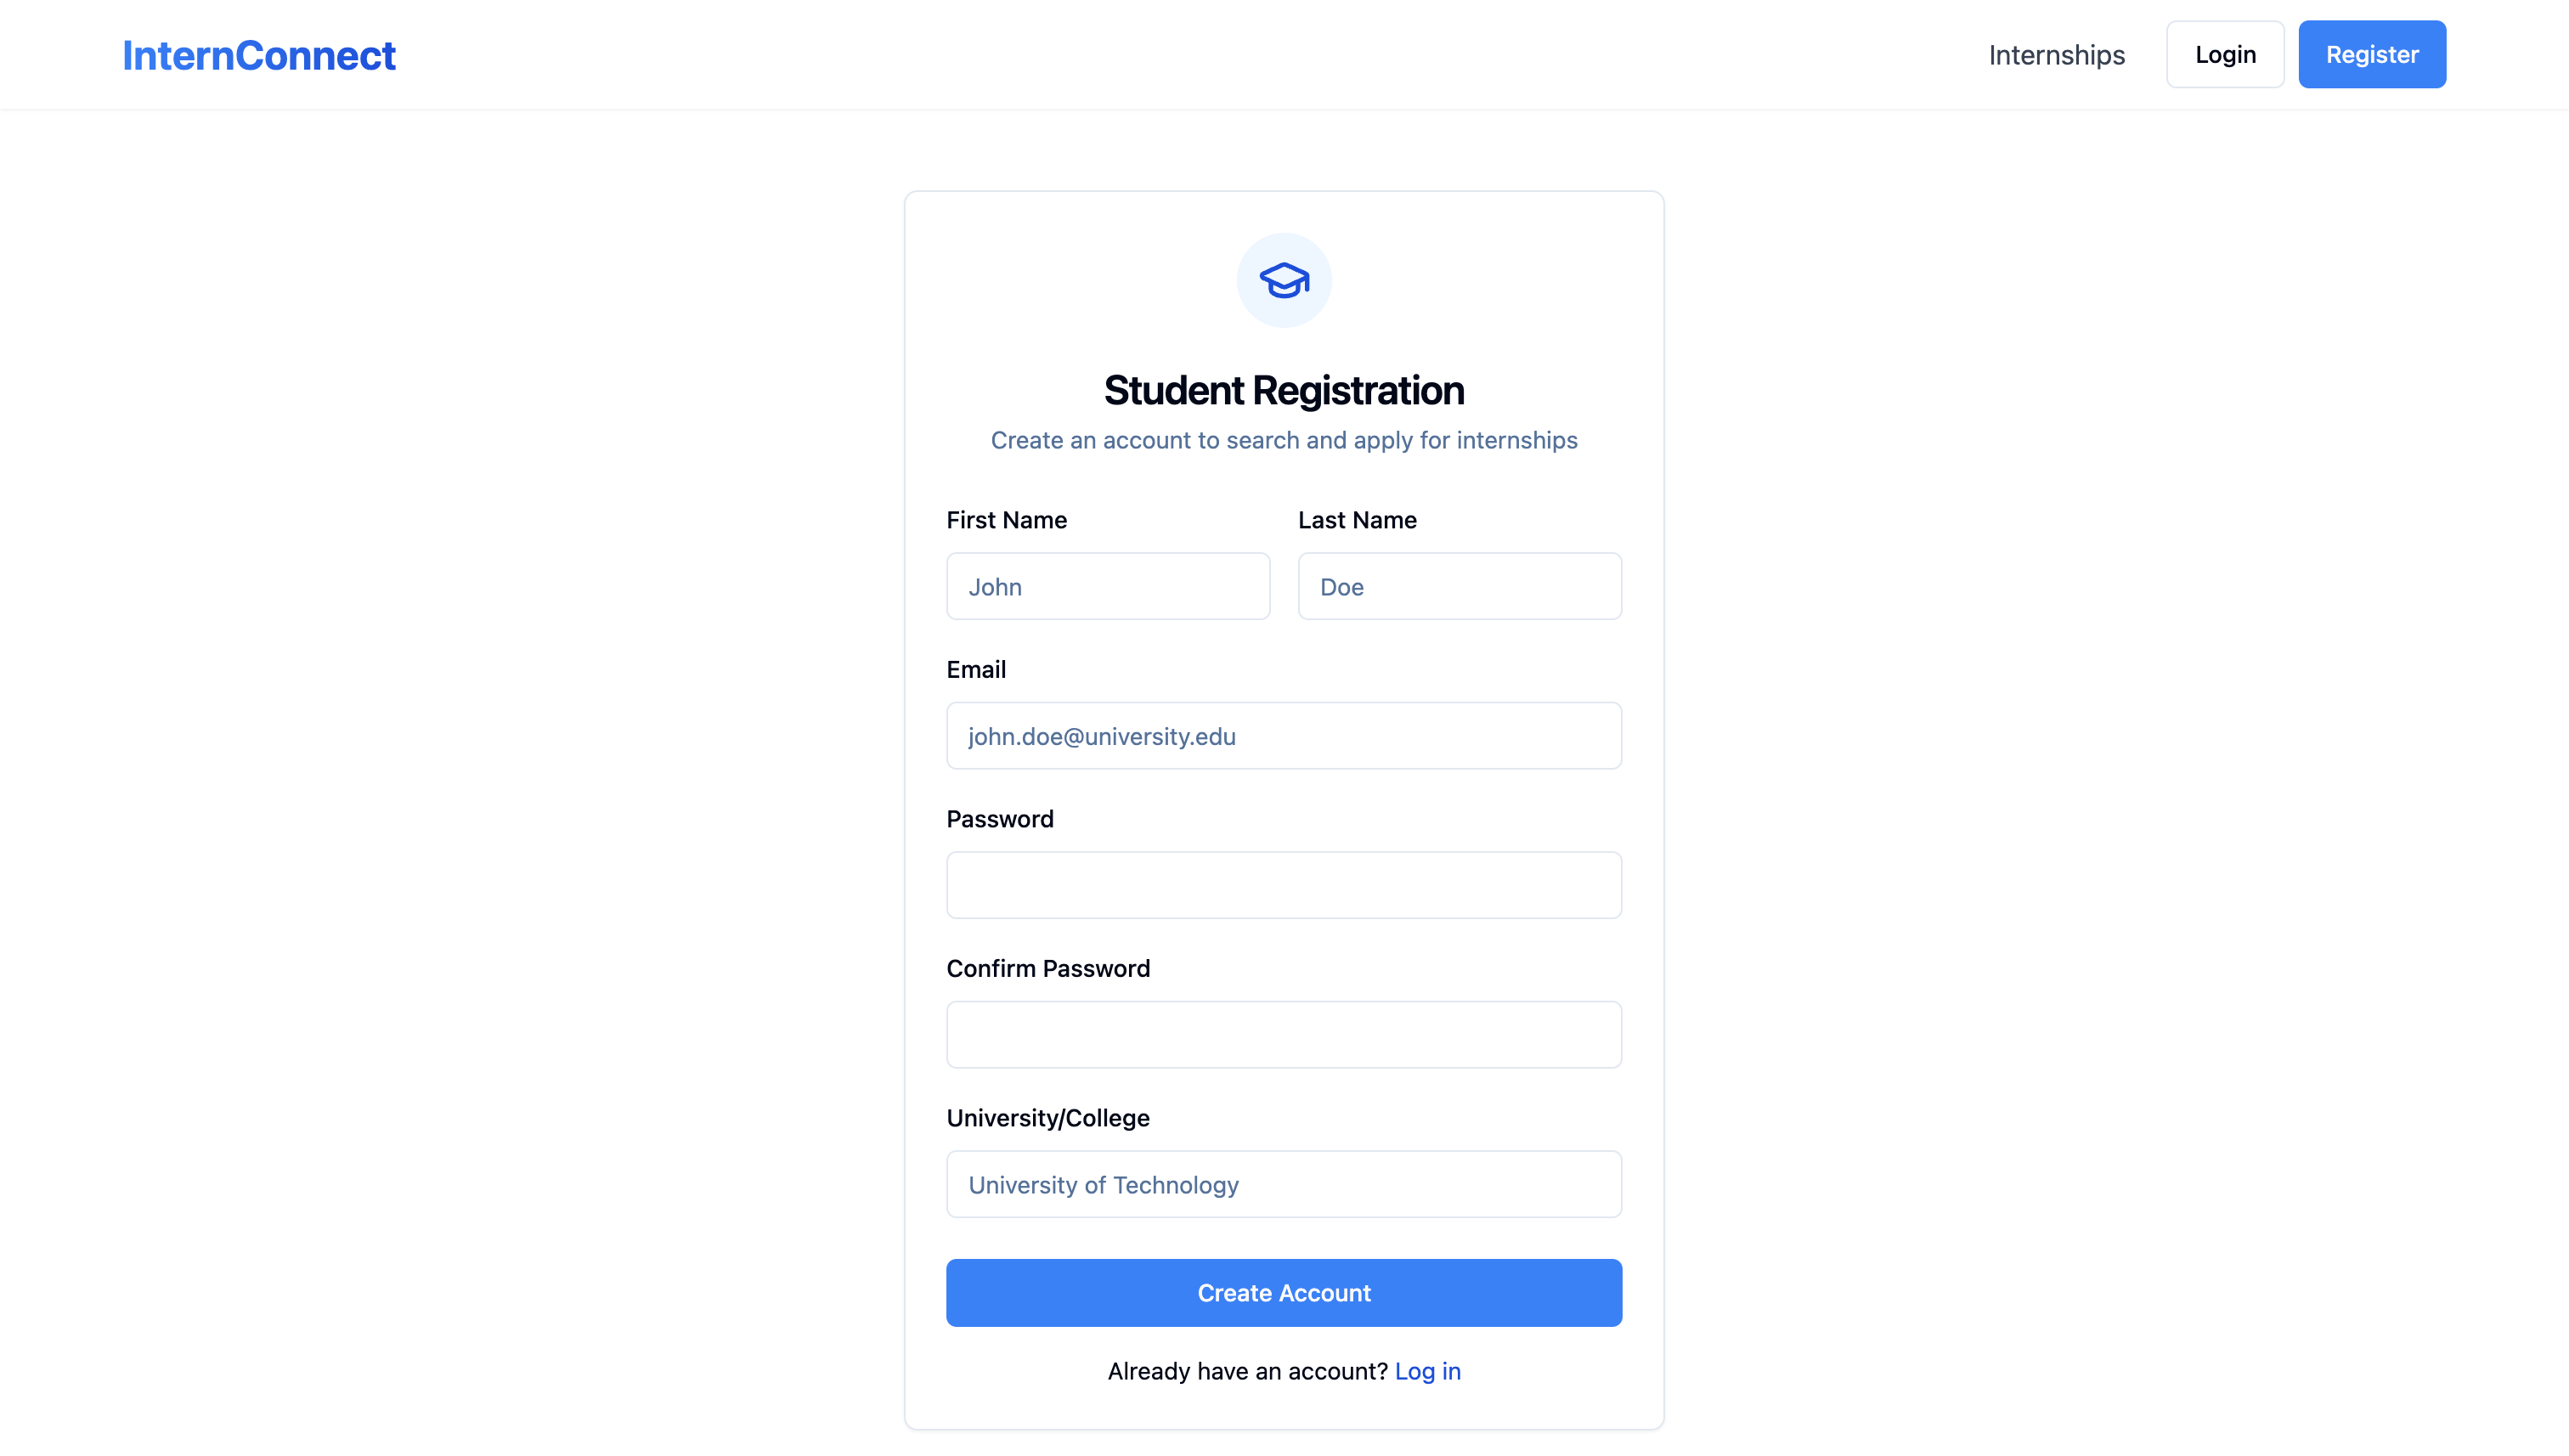 InternConnect
Internships
Login
Register
Student Registration
Create an account to search and apply for internships
First Name
Last Name
John
Doe
Email
john.doe@university.edu
Password
Confirm Password
University/College
University of Technology
Create Account
Already have an account? Log in